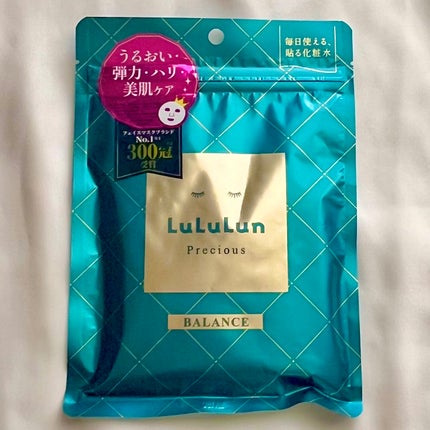 うるおい・
弾力・ハリ
美肌ケア
毎日使える、
貼る化粧水
フェイスマスクブランド
No.1
300冠
受賞
LuLuLun
Precious
BALANCE